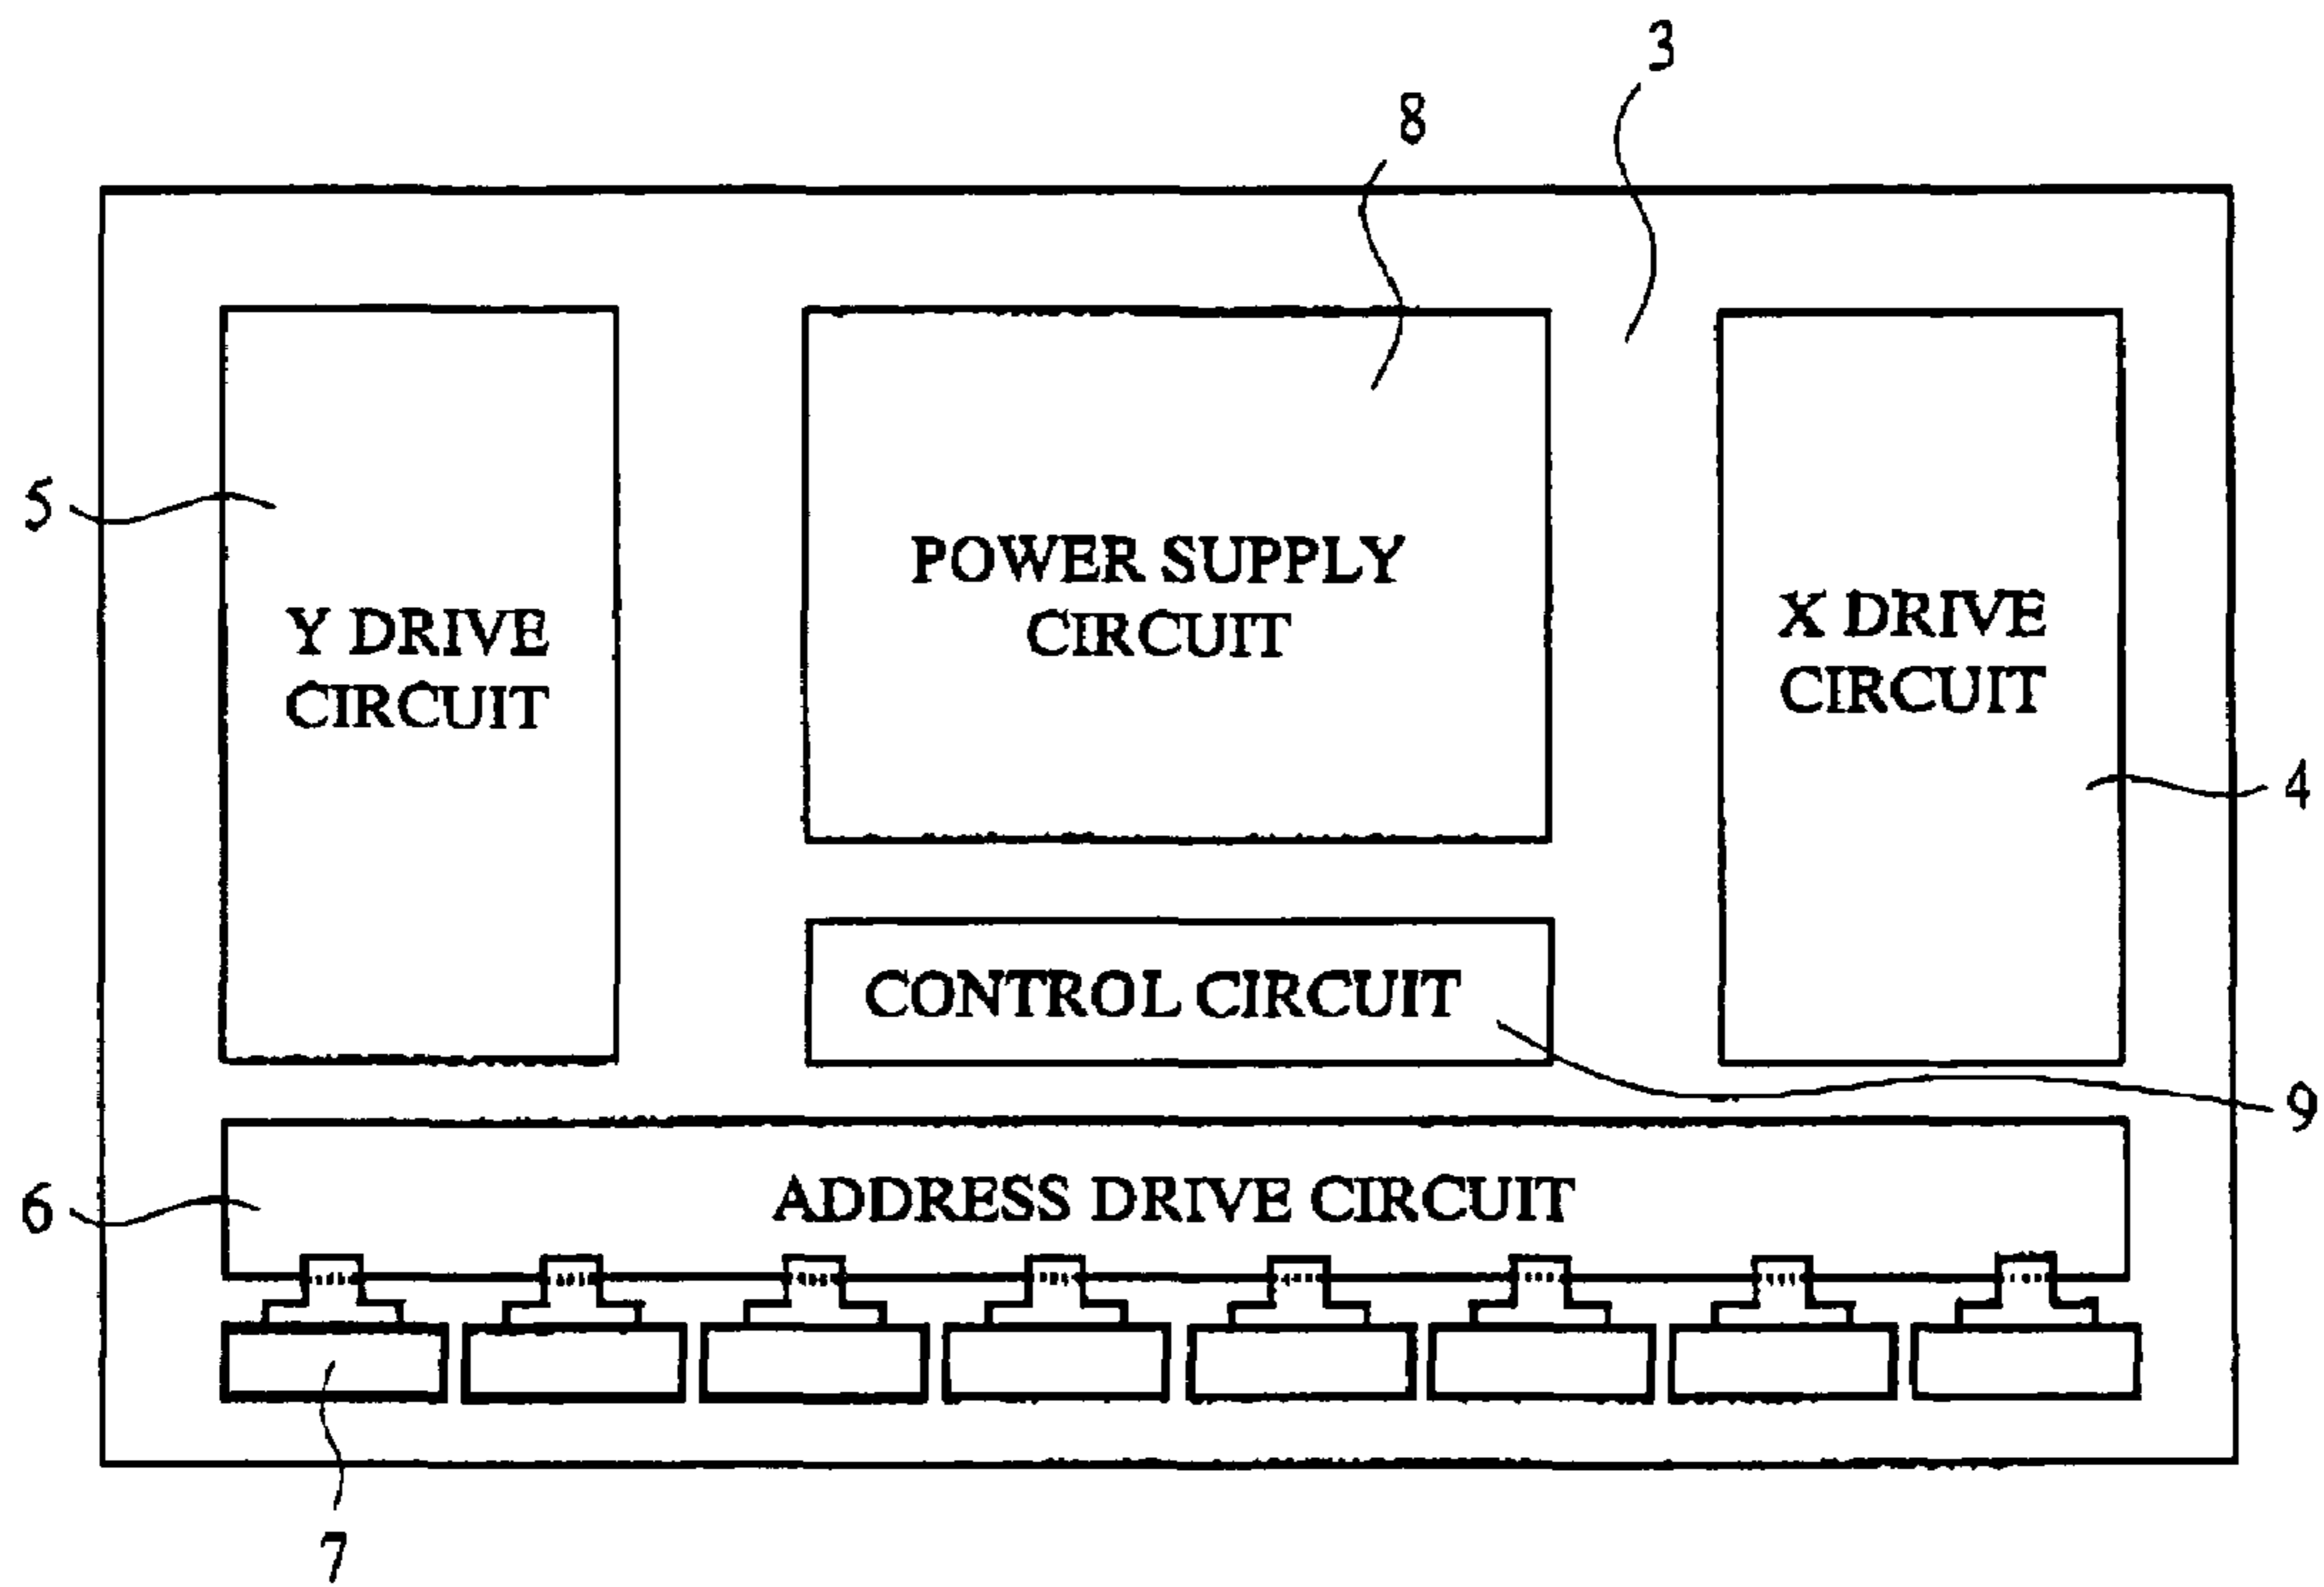 3
8
5
POWER SUPPLY
CIRCUIT
Y DRIVE
CIRCUIT
X DRIVE
CIRCUIT
4
CONTROL CIRCUIT
9
6
ADDRESS DRIVE CIRCUIT
7